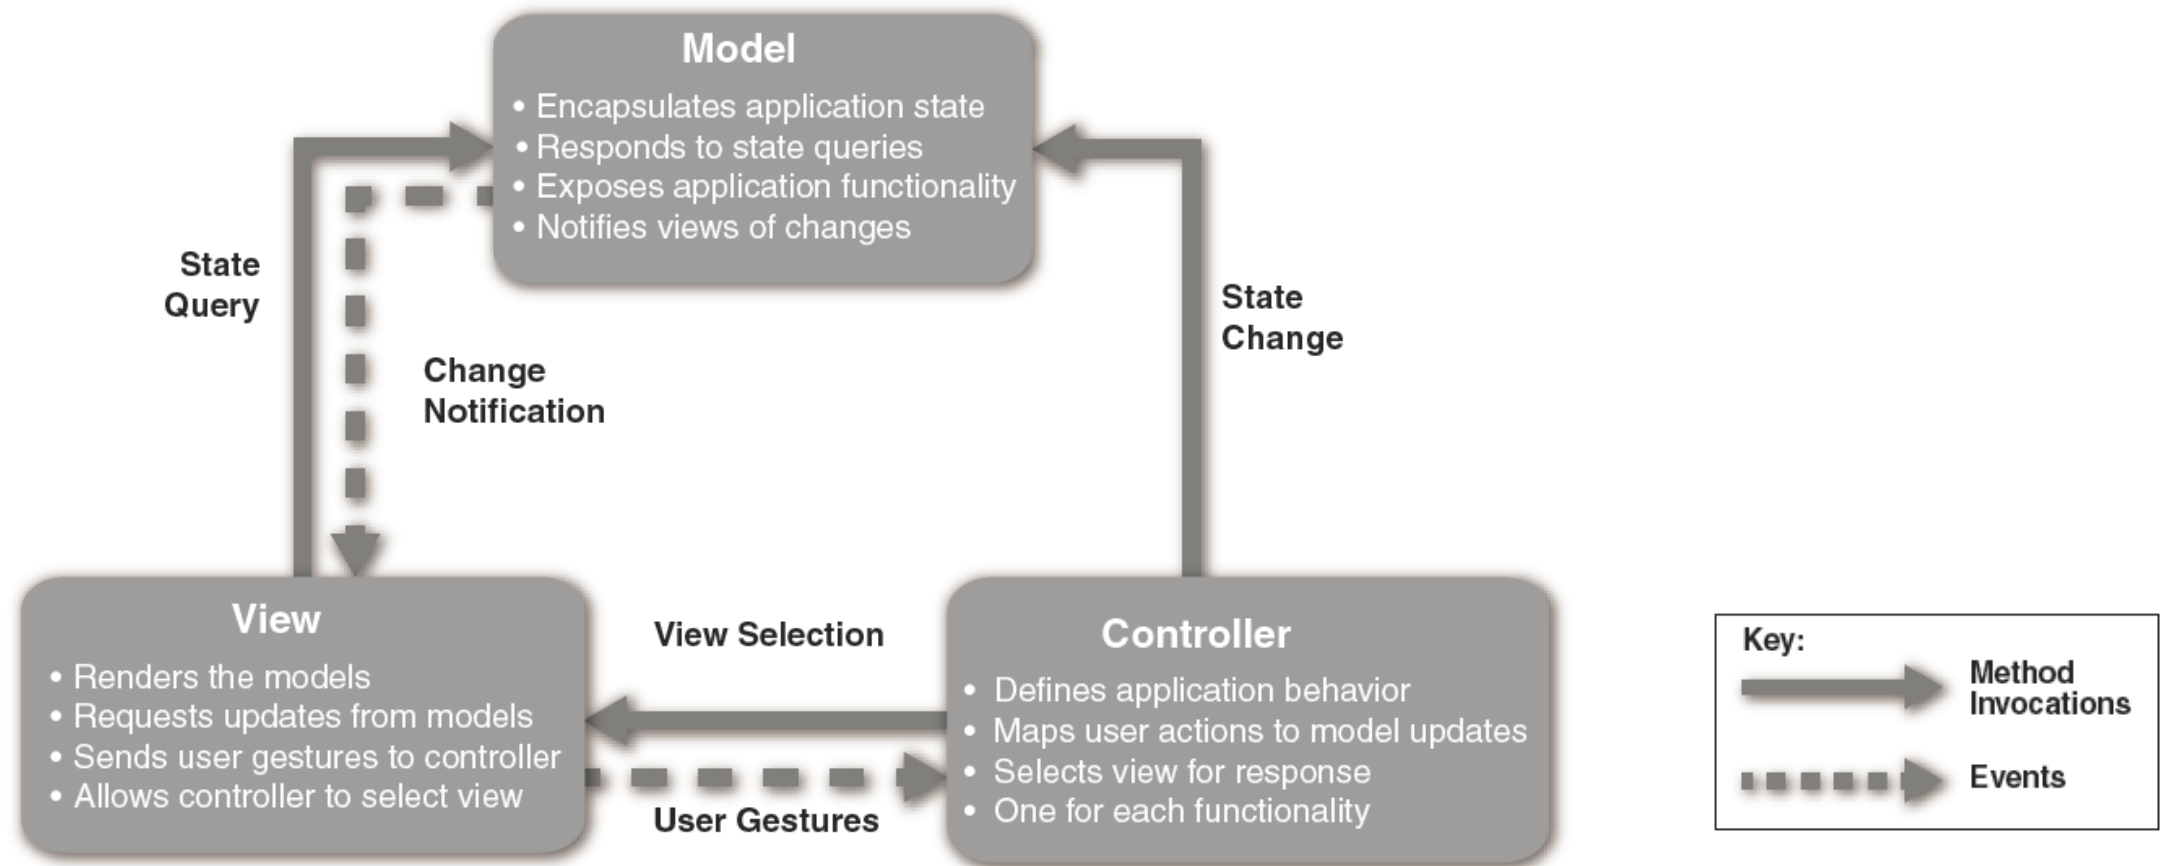 Model
• Encapsulates application state
• Responds to state queries
• Exposes application functionality
• Notifies views of changes
State
Query
Change
Notification
State
Change
View
• Renders the models
• Requests updates from models
• Sends user gestures to controller
• Allows controller to select view
View Selection
User Gestures
Controller
• Defines application behavior
• Maps user actions to model updates
• Selects view for response
• One for each functionality
Key:
Method
Invocations
Events